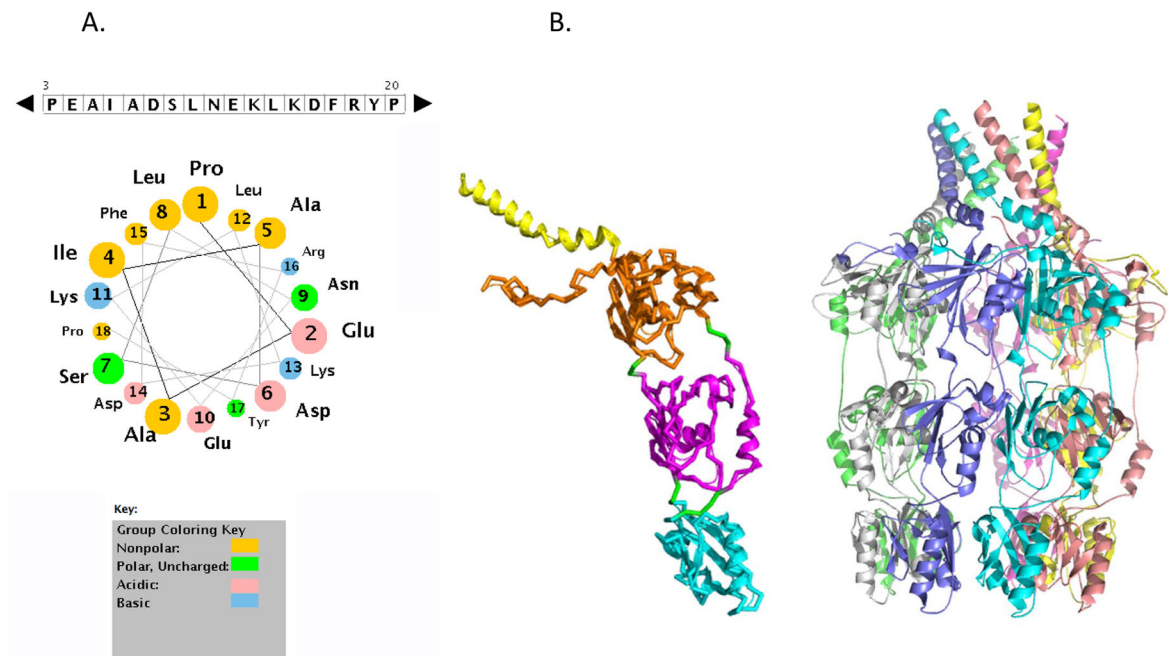 A.
B.
3 20
P E A I A D S L N E K L K D F R Y P
Pro
Leu Leu
1
Ala
Phe 8 12
15 5
Ile Arg
4 16
Asn
Lys 11 9
2
Pro 18 Glu
Ser 7 13 Lys
14 6
Asp 3 10 17 Asp
Ala Glu Tyr
Key:
Group Coloring Key
Nonpolar:
Polar, Uncharged:
Acidic:
Basic